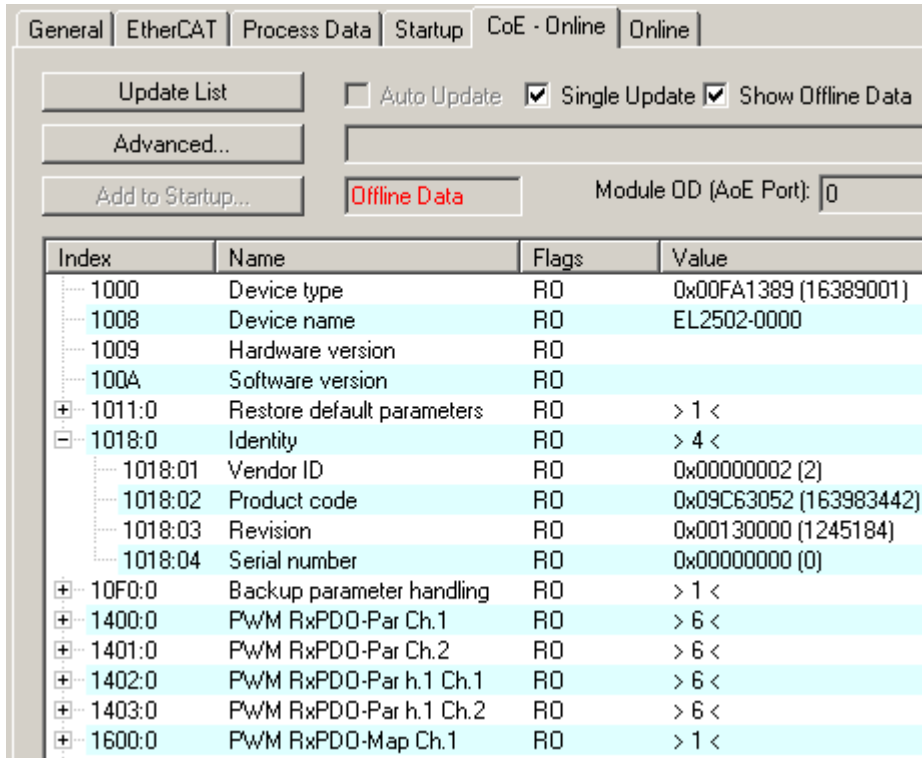 General EtherCAT Process Data Startup CoE - Online Online
Update List Auto Update Single Update Show Offline Data
Advanced...
Add to Startup... Offline Data Module OD (AoE Port): 0
Index Name Flags Value
1000 Device type RO 0x00FA1389 (16389001)
1008 Device name RO EL2502-0000
1009 Hardware version RO
100A Software version RO
1011:0 Restore default parameters RO > 1 <
1018:0 Identity RO > 4 <
1018:01 Vendor ID RO 0x00000002 (2)
1018:02 Product code RO 0x09C63052 (163983442)
1018:03 Revision RO 0x00130000 (1245184)
1018:04 Serial number RO 0x00000000 (0)
10F0:0 Backup parameter handling RO > 1 <
1400:0 PWM RxPDO-Par Ch.1 RO > 6 <
1401:0 PWM RxPDO-Par Ch.2 RO > 6 <
1402:0 PWM RxPDO-Par h.1 Ch.1 RO > 6 <
1403:0 PWM RxPDO-Par h.1 Ch.2 RO > 6 <
1600:0 PWM RxPDO-Map Ch.1 RO > 1 <